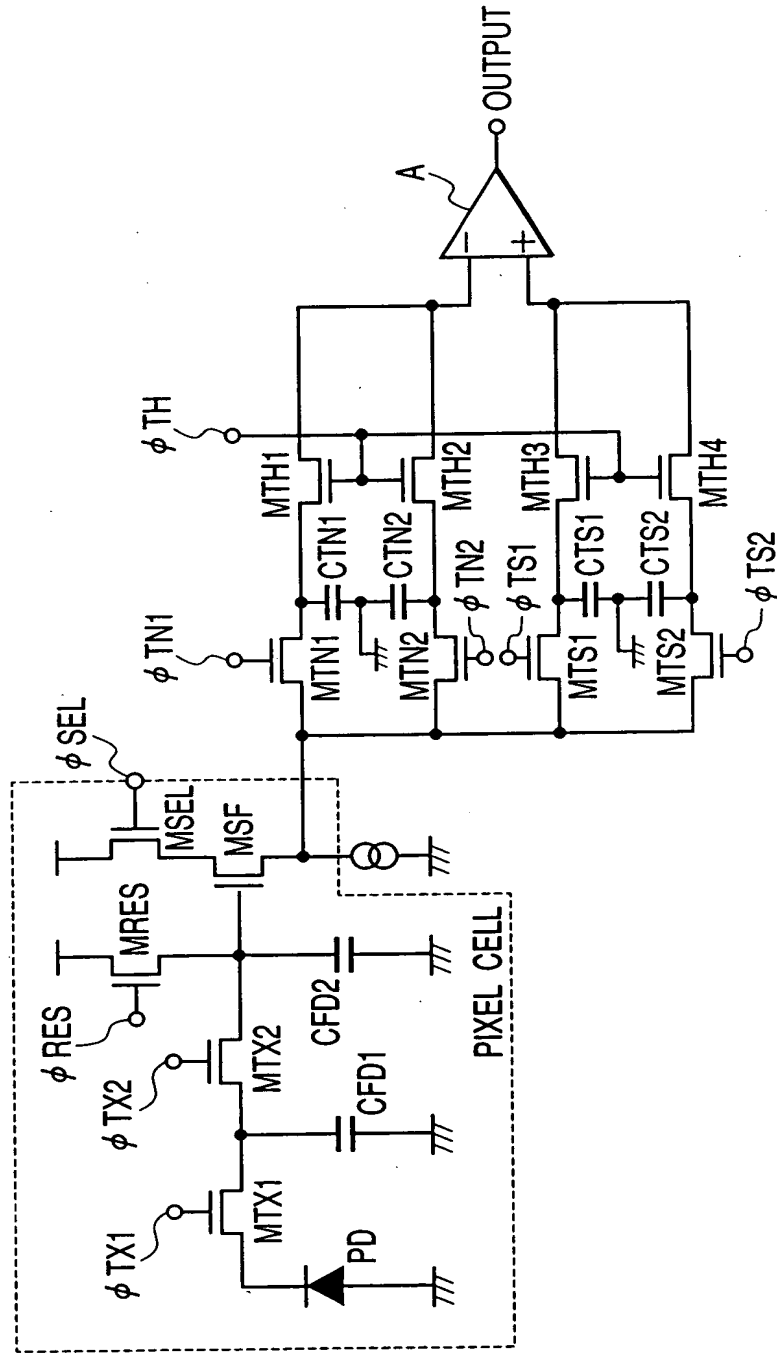 φRES
φTX2
φTX1
φSEL
MRES
MSEL
MSF
MTX2
MTX1
CFD2
CFD1
PD
PIXEL CELL
φTN1
φTH
MTN1
MTN2
φTN2
φTS1
MTS1
MTS2
φTS2
CTN1
CTN2
CTS1
CTS2
MTH1
MTH2
MTH3
MTH4
A
−
+
OUTPUT